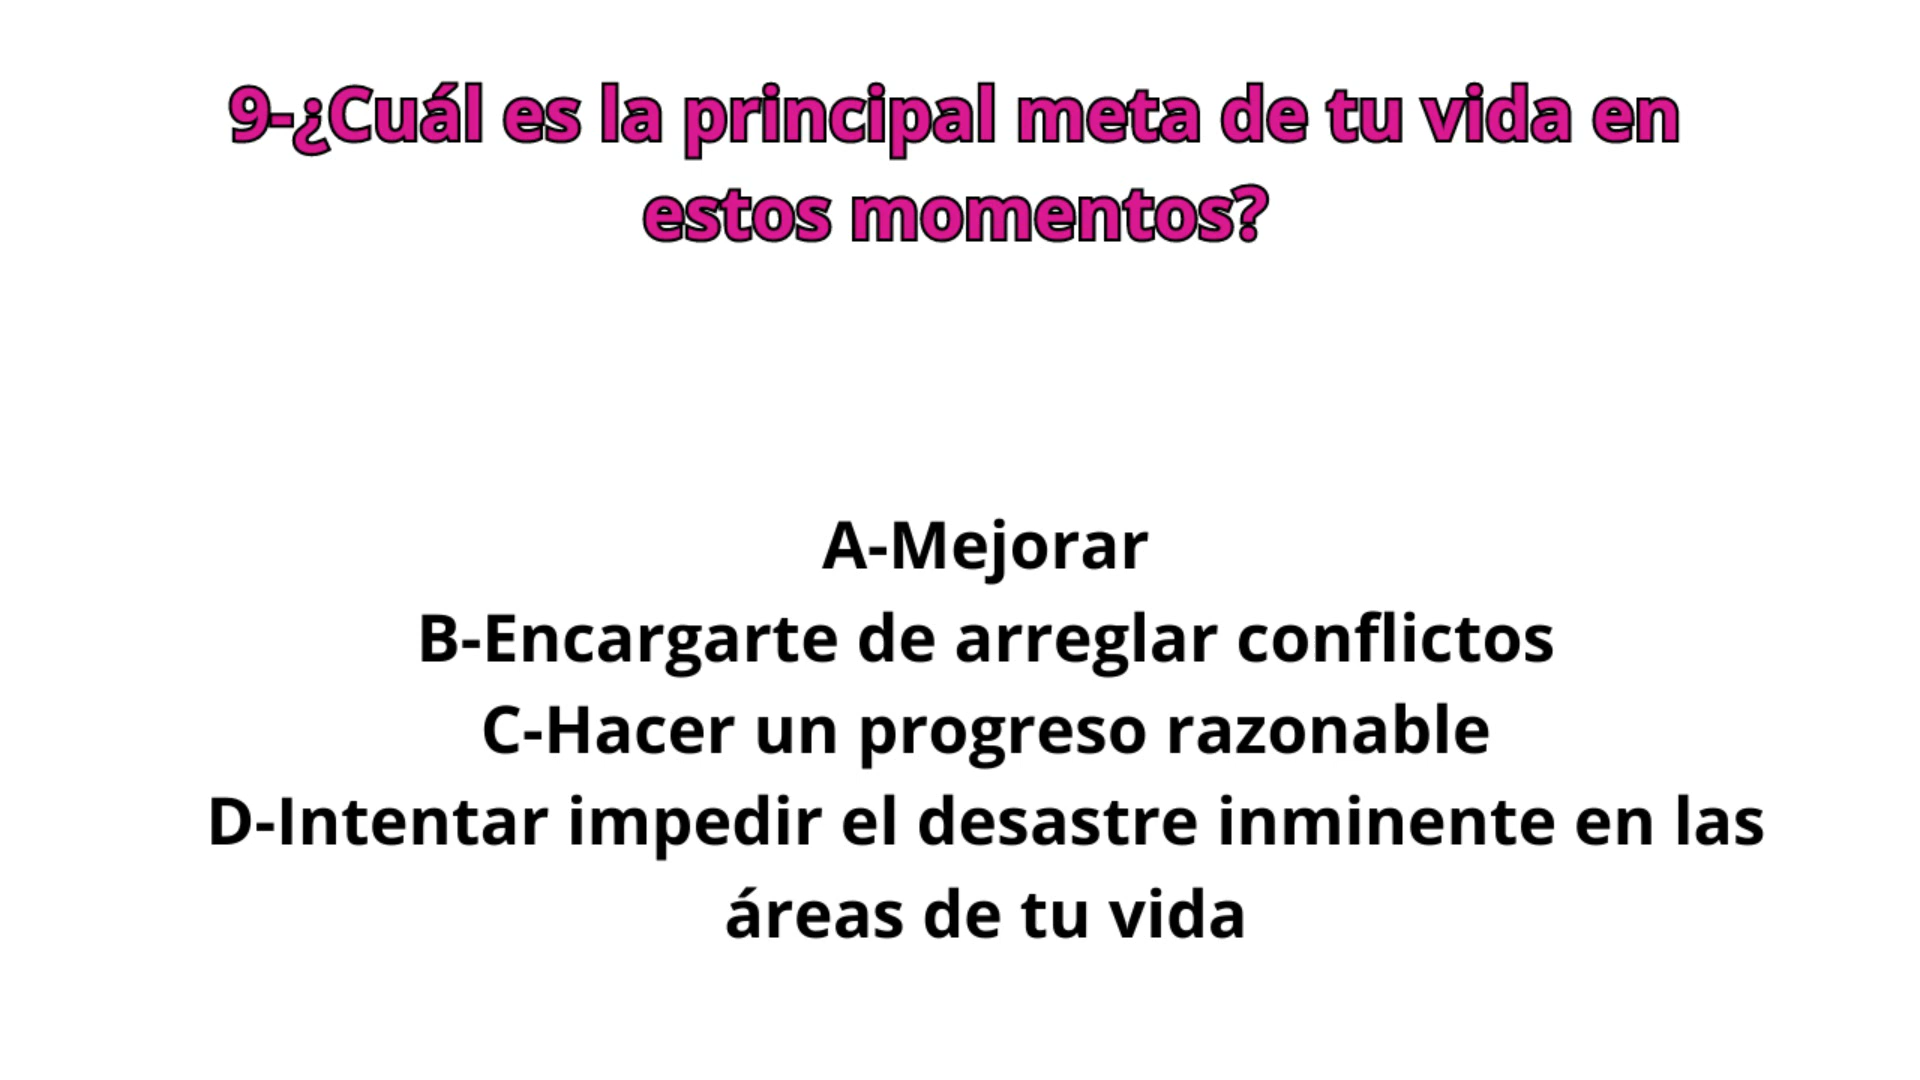 9-¿Cuál es la principal meta de tu vida en
estos momentos?
A-Mejorar
B-Encargarte de arreglar conflictos
C-Hacer un progreso razonable
D-Intentar impedir el desastre inminente en las
áreas de tu vida